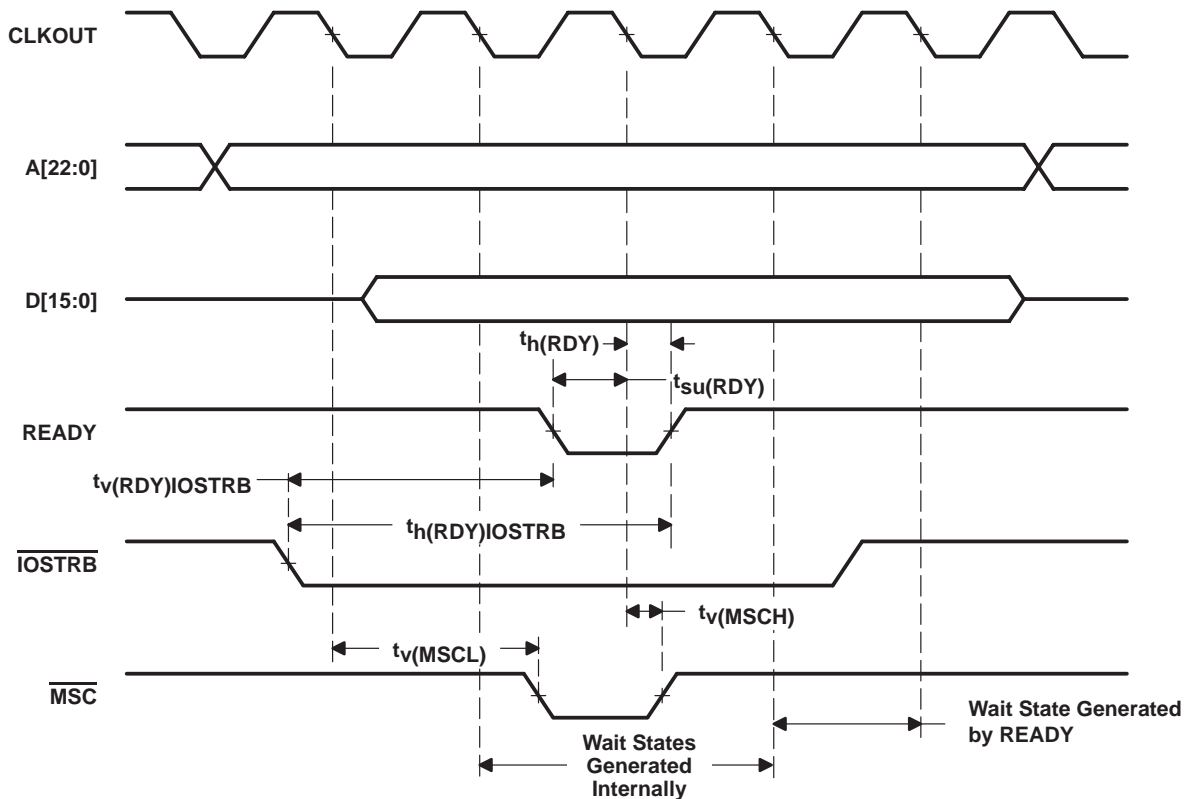 CLKOUT
A[22:0]
D[15:0]
th(RDY)
tsu(RDY)
READY
tv(RDY)IOSTRB
th(RDY)IOSTRB
IOSTRB
tv(MSCH)
tv(MSCL)
MSC
Wait State Generated
by READY
Wait States
Generated
Internally